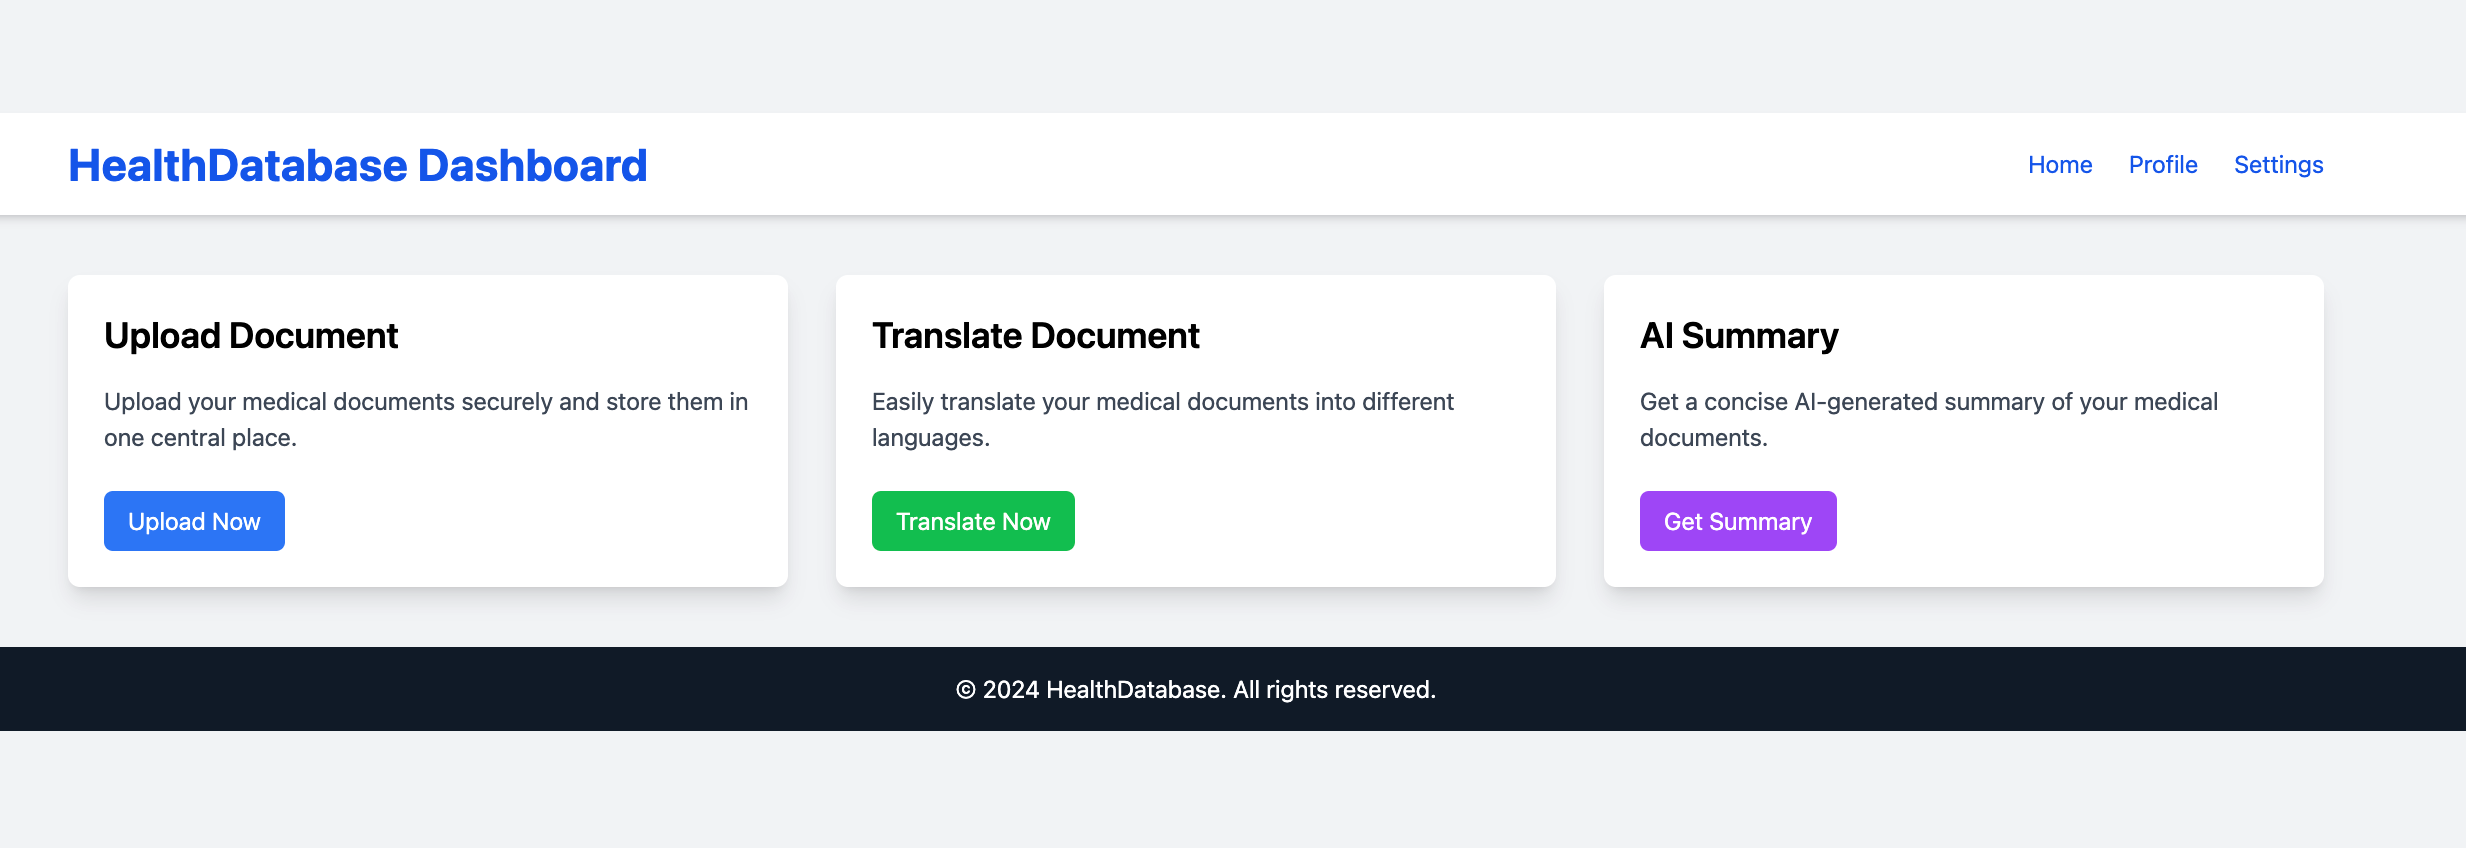 HealthDatabase Dashboard
Home Profile Settings
Upload Document
Upload your medical documents securely and store them in
one central place.
Upload Now
Translate Document
Easily translate your medical documents into different
languages.
Translate Now
AI Summary
Get a concise AI-generated summary of your medical
documents.
Get Summary
© 2024 HealthDatabase. All rights reserved.